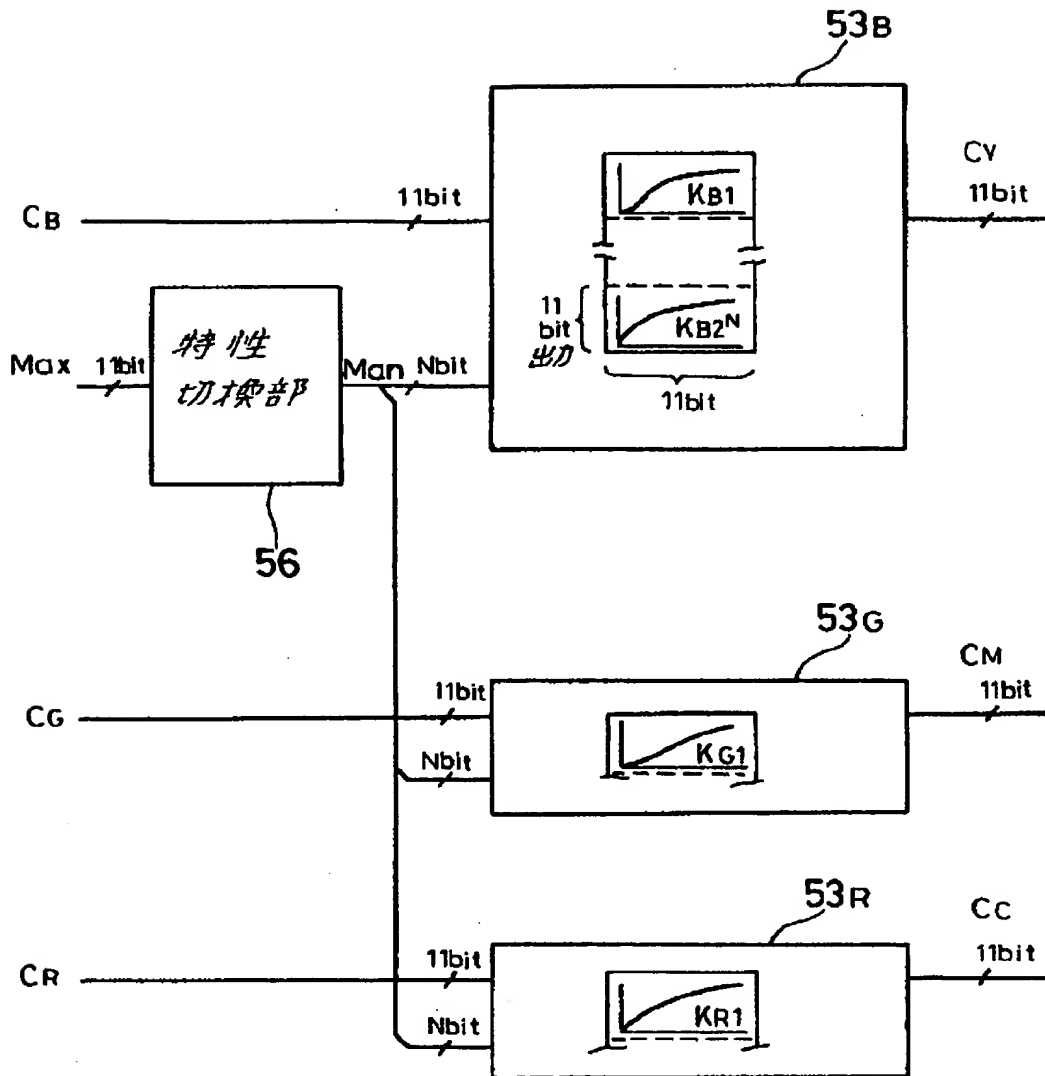 53B
CB
11bit
KB1
KB2N
11
bit
出力
11bit
CY
11bit
Max
11bit
特性
切換部
Man
Nbit
56
53G
CG
11bit
Nbit
KG1
CM
11bit
53R
CR
11bit
Nbit
KR1
CC
11bit